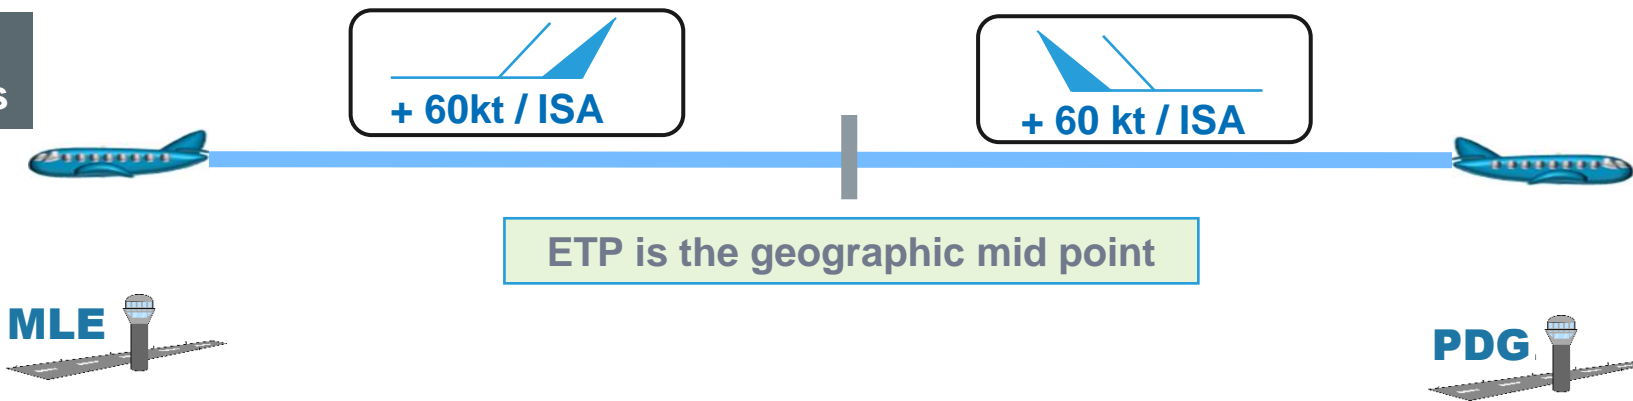 s
+ 60kt / ISA
+ 60 kt / ISA
ETP is the geographic mid point
MLE
PDG